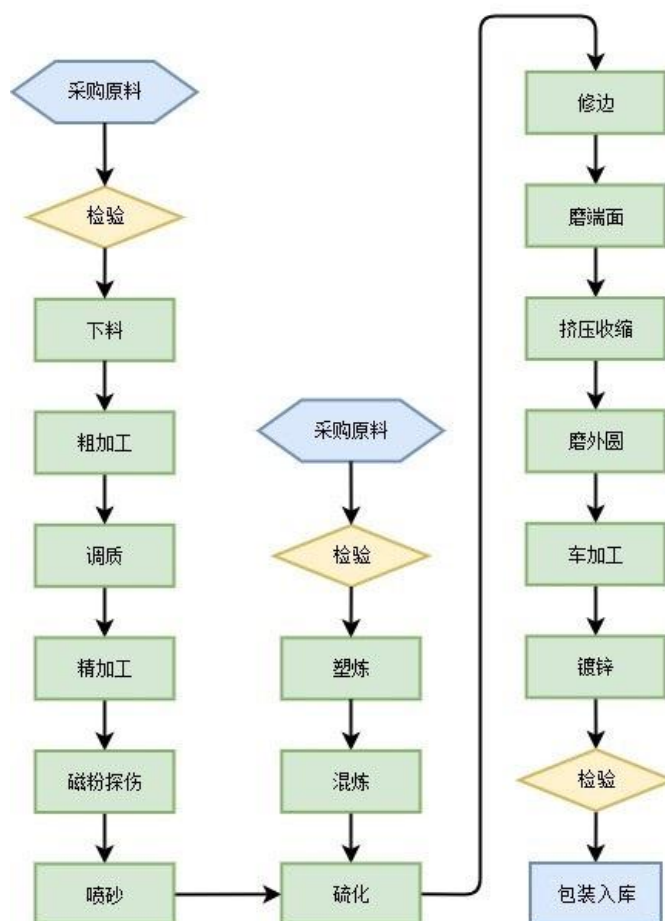 采购原料
检验
下料
粗加工
调质
精加工
磁粉探伤
喷砂
采购原料
检验
塑炼
混炼
硫化
修边
磨端面
挤压收缩
磨外圆
车加工
镀锌
检验
包装入库